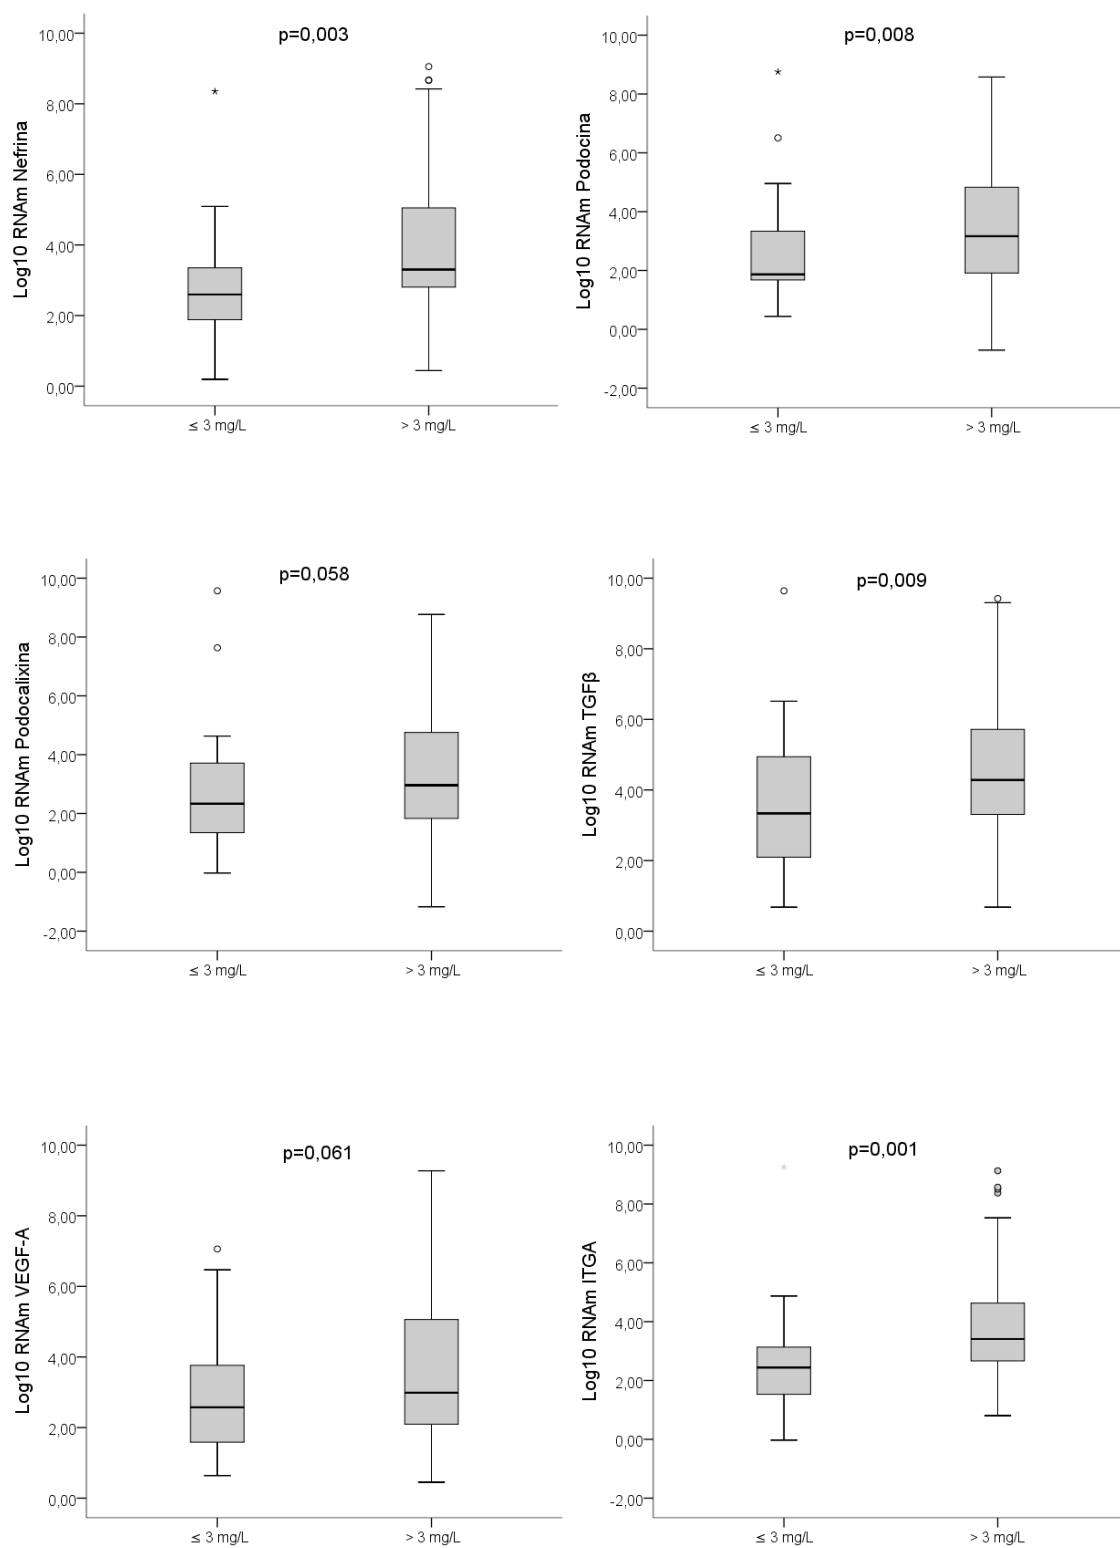 p=0,003
Log10 RNAm Nefrina
10,00
8,00
6,00
4,00
2,00
0,00
≤ 3 mg/L
> 3 mg/L
p=0,008
Log10 RNAm Podocina
10,00
8,00
6,00
4,00
2,00
0,00
-2,00
≤ 3 mg/L
> 3 mg/L
p=0,058
Log10 RNAm Podocalixina
10,00
8,00
6,00
4,00
2,00
0,00
-2,00
≤ 3 mg/L
> 3 mg/L
p=0,009
Log10 RNAm TGFβ
10,00
8,00
6,00
4,00
2,00
0,00
≤ 3 mg/L
> 3 mg/L
p=0,061
Log10 RNAm VEGF-A
10,00
8,00
6,00
4,00
2,00
0,00
≤ 3 mg/L
> 3 mg/L
p=0,001
Log10 RNAm ITGA
10,00
8,00
6,00
4,00
2,00
0,00
-2,00
≤ 3 mg/L
> 3 mg/L